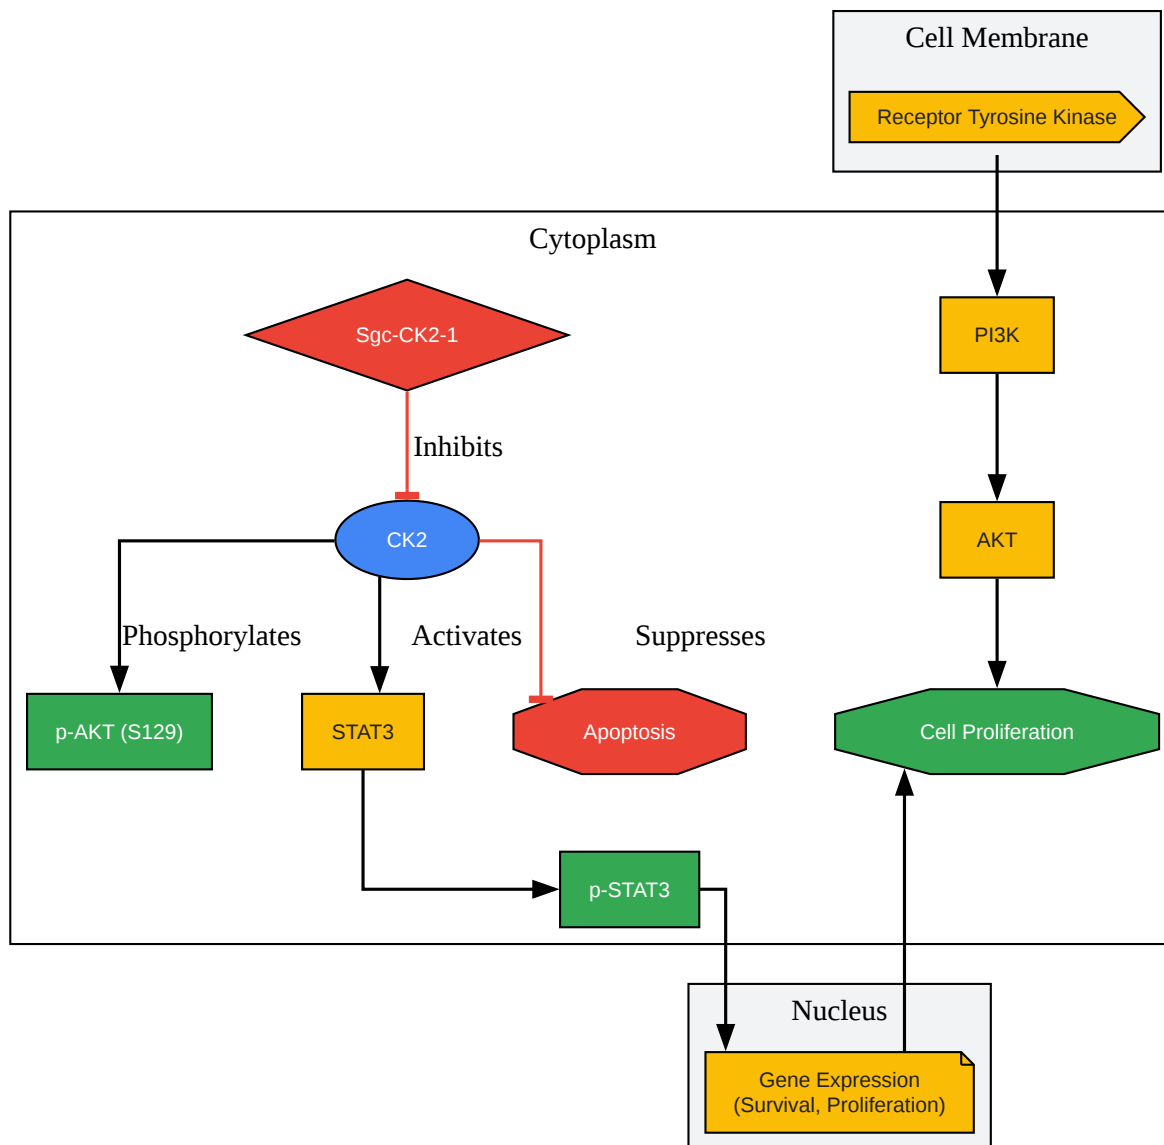 Cell Membrane
Receptor Tyrosine Kinase
Cytoplasm
Sgc-CK2-1
PI3K
Inhibits
CK2
AKT
Phosphorylates
Activates
Suppresses
p-AKT (S129)
STAT3
Apoptosis
Cell Proliferation
p-STAT3
Nucleus
Gene Expression
(Survival, Proliferation)